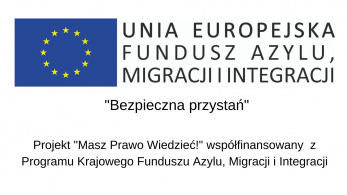 UNIA EUROPEJSKA
FUNDUSZ AZYLU,
MIGRACJI I INTEGRACJI
"Bezpieczna przystań"
Projekt "Masz Prawo Wiedzieć!" współfinansowany z
Programu Krajowego Funduszu Azylu, Migracji i Integracji